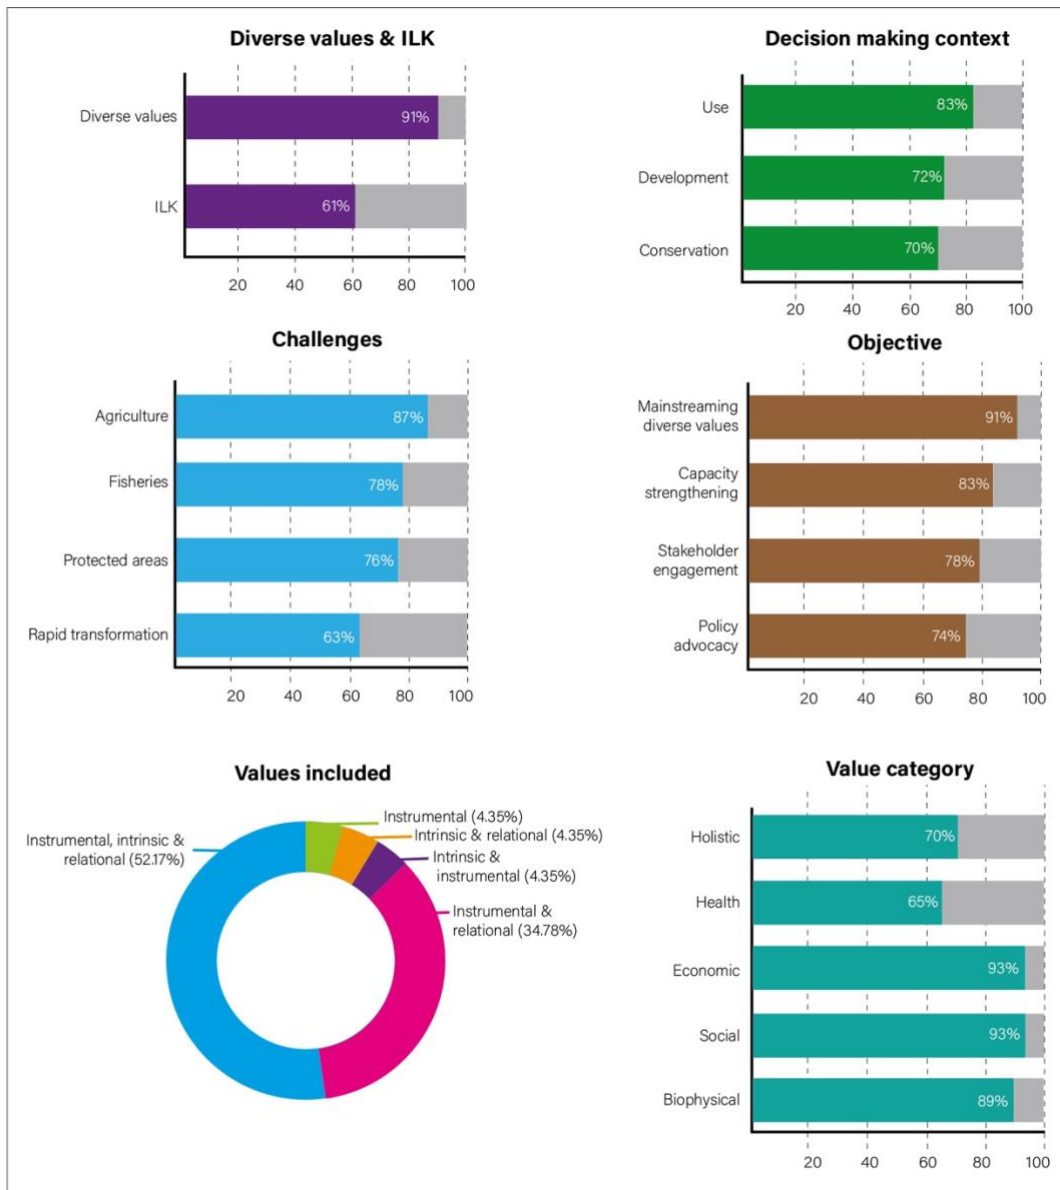 Diverse values & ILK
Diverse values
91%
ILK
61%
20 40 60 80 100
Decision making context
Use
83%
Development
72%
Conservation
70%
20 40 60 80 100
Challenges
Agriculture
87%
Fisheries
78%
Protected areas
76%
Rapid transformation
63%
20 40 60 80 100
Objective
Mainstreaming
diverse values
91%
Capacity
strengthening
83%
Stakeholder
engagement
78%
Policy
advocacy
74%
20 40 60 80 100
Values included
Instrumental (4.35%)
Intrinsic & relational (4.35%)
Intrinsic &
instrumental (4.35%)
Instrumental &
relational (34.78%)
Instrumental, intrinsic &
relational (52.17%)
Value category
Holistic
70%
Health
65%
Economic
93%
Social
93%
Biophysical
89%
20 40 60 80 100